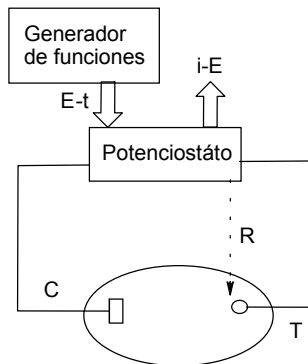 Generador
de funciones
i-E
E-t
Potenciostáto
R
C
T